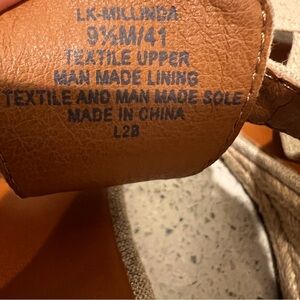 LK-MILLINDA
9½M/41
TEXTILE UPPER
MAN MADE LINING
TEXTILE AND MAN MADE SOLE
MADE IN CHINA
L2B